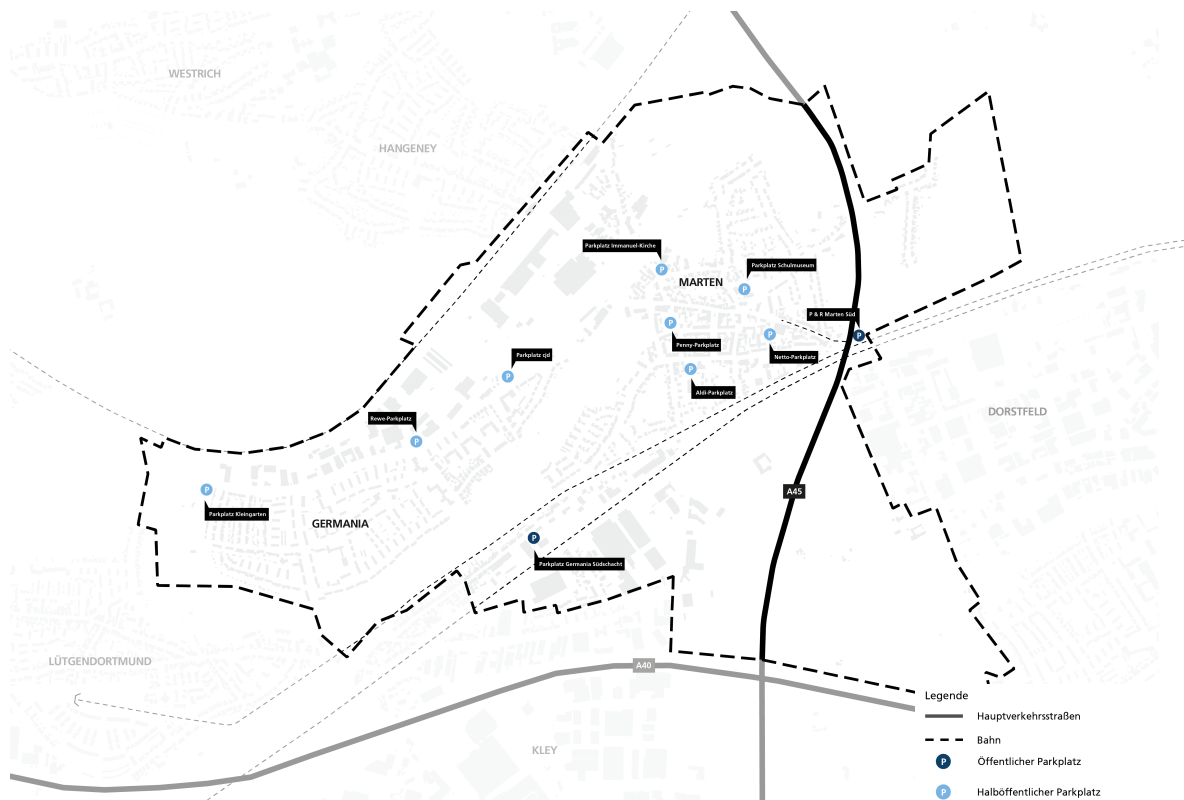 WESTRICH
HANGENEY
Parkplatz Immanuel-Kirche
P
Parkplatz Schulmuseum
MARTEN
P
P & R Marten Süd
P
P
P
Penny-Parkplatz
Netto-Parkplatz
Parkplatz cjd
P
P
Aldi-Parkplatz
Rewe-Parkplatz
P
DORSTFELD
P
Parkplatz Kleingarten
A45
GERMANIA
P
Parkplatz Germania Südschacht
LÜTGENDORTMUND
A40
KLEY
Legende
Hauptverkehrsstraßen
Bahn
P Öffentlicher Parkplatz
P Halböffentlicher Parkplatz